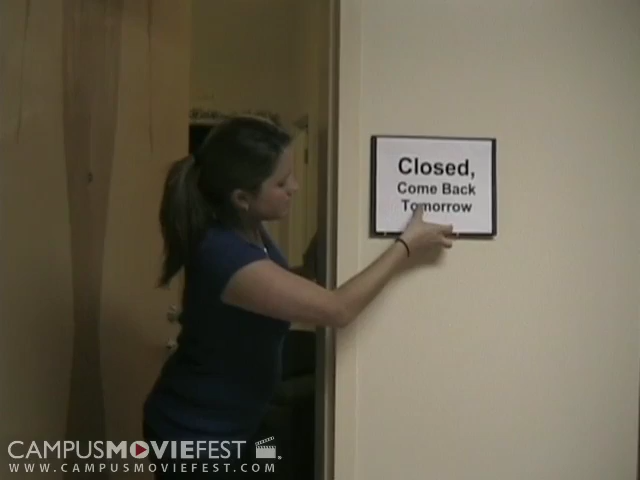 Closed,
Come Back
Tomorrow
CAMPUSMOVIEFEST
WWW.CAMPUSMOVIEFEST.COM